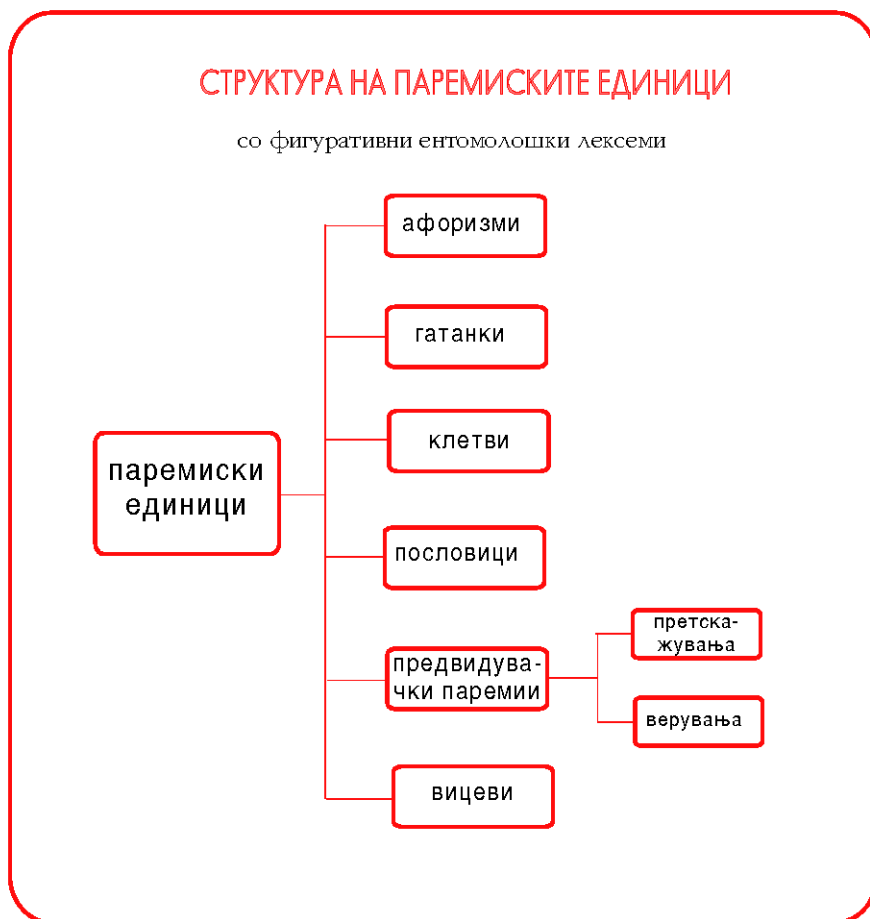 СТРУКТУРА НА ПАРЕМИСКИТЕ ЕДИНИЦИ
со фигуративни ентомолошки лексеми
афоризми
гатанки
клетви
паремиски
единици
пословици
предвидува-
чки паремии
претска-
жувања
верувања
вицеви